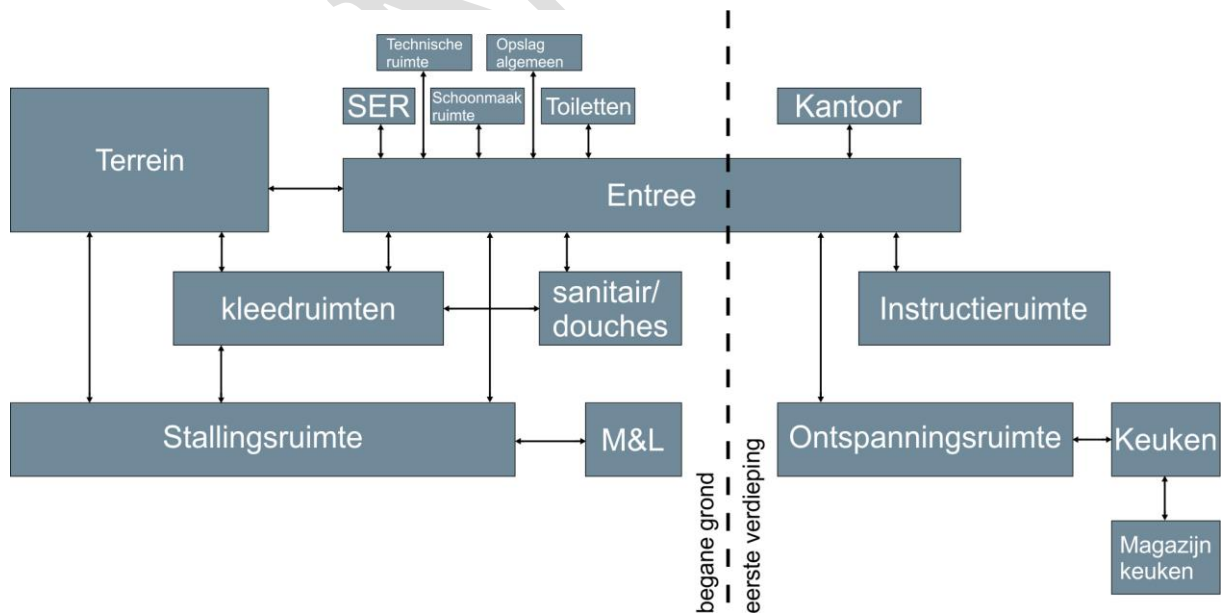 Technische
ruimte
Opslag
algemeen
SER
Schoonmaak
ruimte
Toiletten
Kantoor
Terrein
Entree
kleedruimten
sanitair/
douches
Instructieruimte
Stallingsruimte
M&L
Ontspanningsruimte
Keuken
Magazijn
keuken
begane grond
eerste verdieping